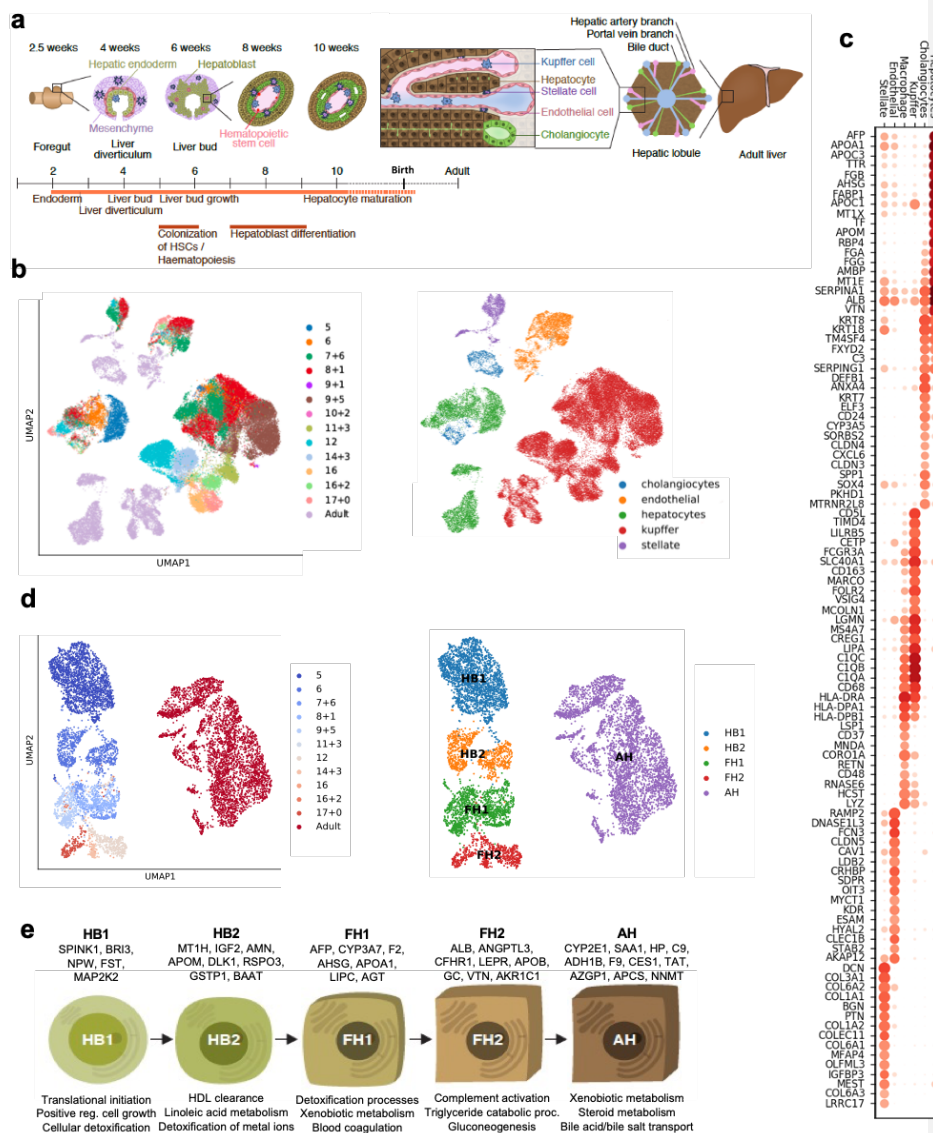 a
2.5 weeks
4 weeks
6 weeks
8 weeks
10 weeks
Hepatic endoderm
Hepatoblast
Mesenchyme
Hematopoietic
stem cell
Foregut
Liver
diverticulum
Liver bud
Hepatic artery branch
Portal vein branch
Bile duct
Kupffer cell
Hepatocyte
Stellate cell
Endothelial cell
Cholangiocyte
Hepatic lobule
Adult liver
2
4
6
8
10
Birth
Adult
Endoderm
Liver bud
Liver bud growth
Hepatocyte maturation
Liver diverticulum
Colonization
of HSCs /
Haematopoiesis
Hepatoblast differentiation
b
UMAP2
UMAP1
5
6
7+6
8+1
9+1
9+5
10+2
11+3
12
14+3
16
16+2
17+0
Adult
cholangiocytes
endothelial
hepatocytes
kupffer
stellate
c
Stellate
Endothelial
Macrophage
Kupffer
Cholangiocytes
AFP
APOA1
APOC3
TTR
FGB
AHSG
FABP1
APOC1
MT1X
TF
APOM
RBP4
FGA
FGG
AMBP
MT1E
SERPINA1
ALB
VTN
KRT8
KRT18
TM4SF4
FXYD2
C3
SERPING1
DEFB1
ANXA4
KRT7
ELF3
CD24
CYP3A5
SORBS2
CLDN4
CXCL6
CLDN3
SPP1
SOX4
PKHD1
MTRNR2L8
CD5L
TIMD4
LILRB5
CETP
FCGR3A
SLC40A1
CD163
MARCO
FOLR2
VSIG4
MCOLN1
LGMN
MS4A7
CREG1
LIPA
C1QC
C1QB
C1QA
CD68
HLA-DRA
HLA-DPA1
HLA-DPB1
LSP1
CD37
MNDA
CORO1A
RETN
CD48
RNASE6
HCST
LYZ
RAMP2
DNASE1L3
FCN3
CLDN5
CAV1
LDB2
CRHBP
SDPR
OIT3
MYCT1
KDR
ESAM
HYAL2
CLEC1B
STAB2
AKAP12
DCN
COL3A1
COL6A2
COL1A1
BGN
PTN
COL1A2
COLEC11
COL6A1
MFAP4
OLFML3
IGFBP3
MEST
COL6A3
LRRC17
d
UMAP2
UMAP1
5
6
7+6
8+1
9+5
11+3
12
14+3
16
16+2
17+0
Adult
HB1
HB2
FH1
FH2
AH
HB1
HB2
FH1
FH2
AH
e
HB1
SPINK1, BRI3,
NPW, FST,
MAP2K2
HB2
MT1H, IGF2, AMN,
APOM, DLK1, RSPO3,
GSTP1, BAAT
FH1
AFP, CYP3A7, F2,
AHSG, APOA1,
LIPC, AGT
FH2
ALB, ANGPTL3,
CFHR1, LEPR, APOB,
GC, VTN, AKR1C1
AH
CYP2E1, SAA1, HP, C9,
ADH1B, F9, CES1, TAT,
AZGP1, APCS, NNMT
HB1
HB2
FH1
FH2
AH
Translational initiation
Positive reg. cell growth
Cellular detoxification
HDL clearance
Linoleic acid metabolism
Detoxification of metal ions
Detoxification processes
Xenobiotic metabolism
Blood coagulation
Complement activation
Triglyceride catabolic proc.
Gluconeogenesis
Xenobiotic metabolism
Steroid metabolism
Bile acid/bile salt transport